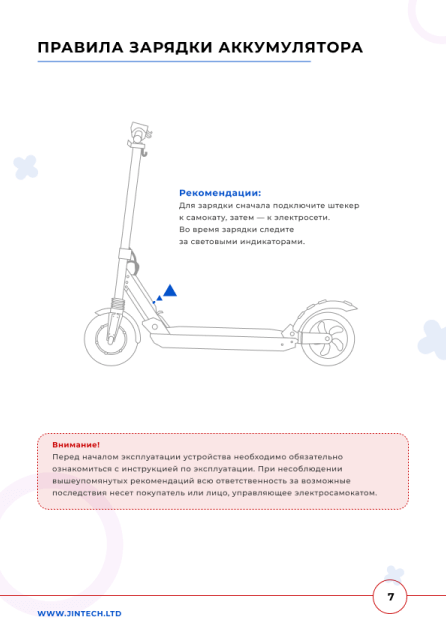 ПРАВИЛА ЗАРЯДКИ АККУМУЛЯТОРА
Рекомендации:
Для зарядки сначала подключите штекер
к самокату, затем — к электросети.
Во время зарядки следите
за световыми индикаторами.
Внимание!
Перед началом эксплуатации устройства необходимо обязательно
ознакомиться с инструкцией по эксплуатации. При несоблюдении
вышеупомянутых рекомендаций всю ответственность за возможные
последствия несет покупатель или лицо, управляющее электросамокатом.
7
WWW.JINTECH.LTD